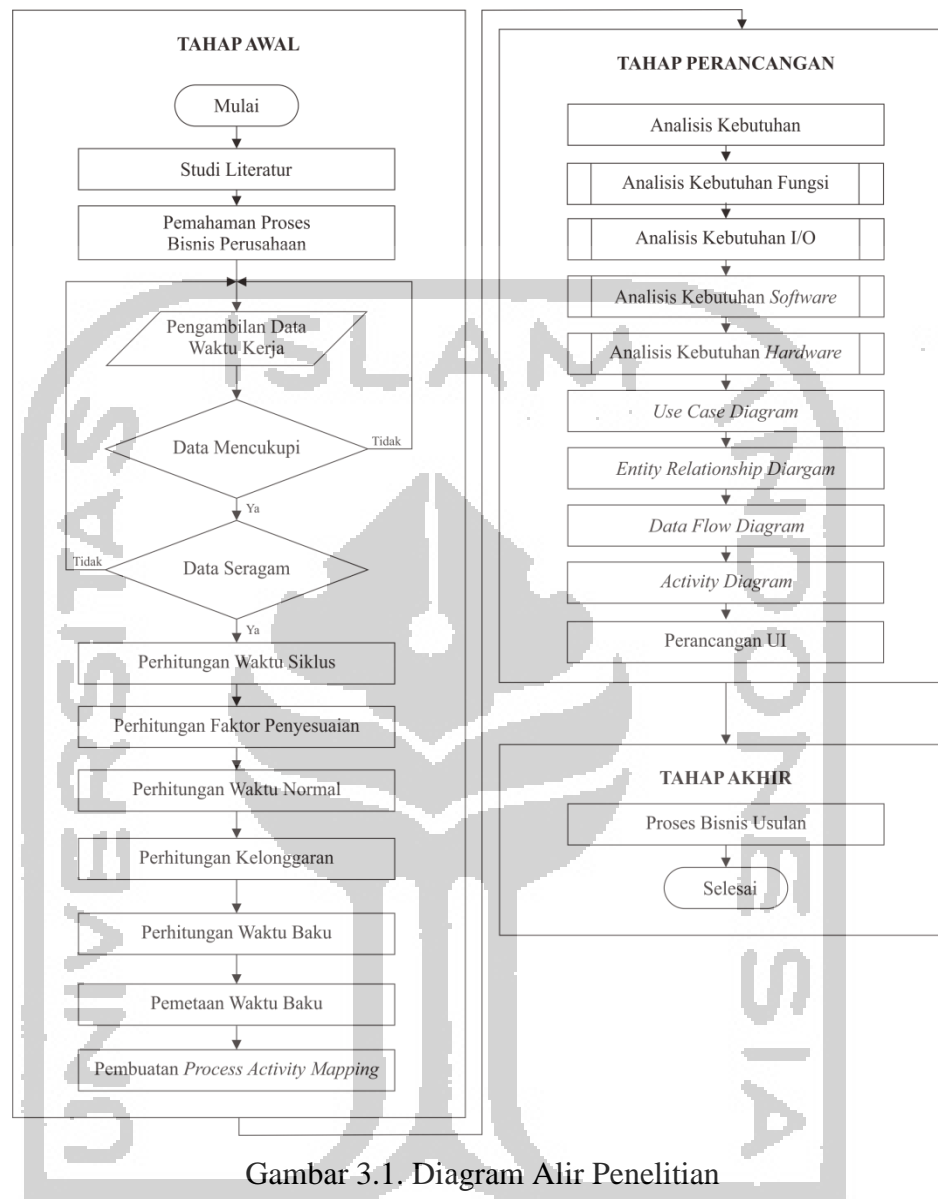 TAHAP AWAL
Mulai
Studi Literatur
Pemahaman Proses
Bisnis Perusahaan
Pengambilan Data
Waktu Kerja
Data Mencukupi
Tidak
Ya
Data Seragam
Tidak
Ya
Perhitungan Waktu Siklus
Perhitungan Faktor Penyesuaian
Perhitungan Waktu Normal
Perhitungan Kelonggaran
Perhitungan Waktu Baku
Pemetaan Waktu Baku
Pembuatan Process Activity Mapping
TAHAP PERANCANGAN
Analisis Kebutuhan
Analisis Kebutuhan Fungsi
Analisis Kebutuhan I/O
Analisis Kebutuhan Software
Analisis Kebutuhan Hardware
Use Case Diagram
Entity Relationship Diargam
Data Flow Diagram
Activity Diagram
Perancangan UI
TAHAP AKHIR
Proses Bisnis Usulan
Selesai
Gambar 3.1. Diagram Alir Penelitian
UNIVERSITAS
ISLAM
INDONESIA